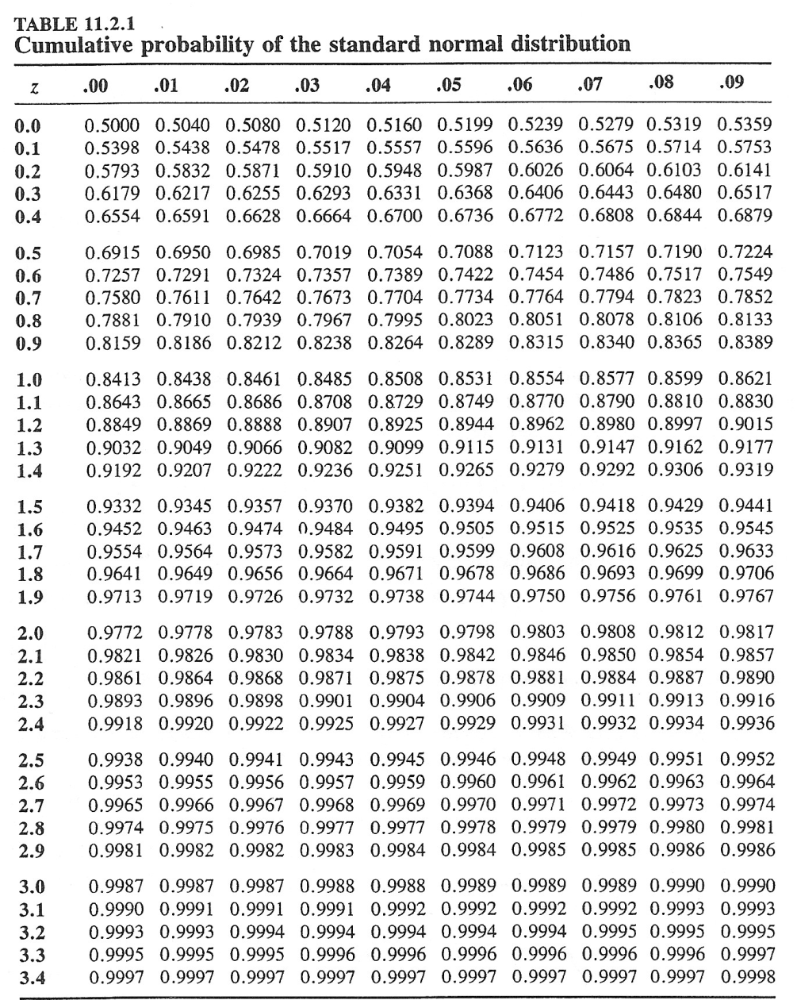 TABLE 11.2.1
Cumulative probability of the standard normal distribution
z .00 .01 .02 .03 .04 .05 .06 .07 .08 .09
0.0 0.5000 0.5040 0.5080 0.5120 0.5160 0.5199 0.5239 0.5279 0.5319 0.5359
0.1 0.5398 0.5438 0.5478 0.5517 0.5557 0.5596 0.5636 0.5675 0.5714 0.5753
0.2 0.5793 0.5832 0.5871 0.5910 0.5948 0.5987 0.6026 0.6064 0.6103 0.6141
0.3 0.6179 0.6217 0.6255 0.6293 0.6331 0.6368 0.6406 0.6443 0.6480 0.6517
0.4 0.6554 0.6591 0.6628 0.6664 0.6700 0.6736 0.6772 0.6808 0.6844 0.6879
0.5 0.6915 0.6950 0.6985 0.7019 0.7054 0.7088 0.7123 0.7157 0.7190 0.7224
0.6 0.7257 0.7291 0.7324 0.7357 0.7389 0.7422 0.7454 0.7486 0.7517 0.7549
0.7 0.7580 0.7611 0.7642 0.7673 0.7704 0.7734 0.7764 0.7794 0.7823 0.7852
0.8 0.7881 0.7910 0.7939 0.7967 0.7995 0.8023 0.8051 0.8078 0.8106 0.8133
0.9 0.8159 0.8186 0.8212 0.8238 0.8264 0.8289 0.8315 0.8340 0.8365 0.8389
1.0 0.8413 0.8438 0.8461 0.8485 0.8508 0.8531 0.8554 0.8577 0.8599 0.8621
1.1 0.8643 0.8665 0.8686 0.8708 0.8729 0.8749 0.8770 0.8790 0.8810 0.8830
1.2 0.8849 0.8869 0.8888 0.8907 0.8925 0.8944 0.8962 0.8980 0.8997 0.9015
1.3 0.9032 0.9049 0.9066 0.9082 0.9099 0.9115 0.9131 0.9147 0.9162 0.9177
1.4 0.9192 0.9207 0.9222 0.9236 0.9251 0.9265 0.9279 0.9292 0.9306 0.9319
1.5 0.9332 0.9345 0.9357 0.9370 0.9382 0.9394 0.9406 0.9418 0.9429 0.9441
1.6 0.9452 0.9463 0.9474 0.9484 0.9495 0.9505 0.9515 0.9525 0.9535 0.9545
1.7 0.9554 0.9564 0.9573 0.9582 0.9591 0.9599 0.9608 0.9616 0.9625 0.9633
1.8 0.9641 0.9649 0.9656 0.9664 0.9671 0.9678 0.9686 0.9693 0.9699 0.9706
1.9 0.9713 0.9719 0.9726 0.9732 0.9738 0.9744 0.9750 0.9756 0.9761 0.9767
2.0 0.9772 0.9778 0.9783 0.9788 0.9793 0.9798 0.9803 0.9808 0.9812 0.9817
2.1 0.9821 0.9826 0.9830 0.9834 0.9838 0.9842 0.9846 0.9850 0.9854 0.9857
2.2 0.9861 0.9864 0.9868 0.9871 0.9875 0.9878 0.9881 0.9884 0.9887 0.9890
2.3 0.9893 0.9896 0.9898 0.9901 0.9904 0.9906 0.9909 0.9911 0.9913 0.9916
2.4 0.9918 0.9920 0.9922 0.9925 0.9927 0.9929 0.9931 0.9932 0.9934 0.9936
2.5 0.9938 0.9940 0.9941 0.9943 0.9945 0.9946 0.9948 0.9949 0.9951 0.9952
2.6 0.9953 0.9955 0.9956 0.9957 0.9959 0.9960 0.9961 0.9962 0.9963 0.9964
2.7 0.9965 0.9966 0.9967 0.9968 0.9969 0.9970 0.9971 0.9972 0.9973 0.9974
2.8 0.9974 0.9975 0.9976 0.9977 0.9977 0.9978 0.9979 0.9979 0.9980 0.9981
2.9 0.9981 0.9982 0.9982 0.9983 0.9984 0.9984 0.9985 0.9985 0.9986 0.9986
3.0 0.9987 0.9987 0.9987 0.9988 0.9988 0.9989 0.9989 0.9989 0.9990 0.9990
3.1 0.9990 0.9991 0.9991 0.9991 0.9992 0.9992 0.9992 0.9992 0.9993 0.9993
3.2 0.9993 0.9993 0.9994 0.9994 0.9994 0.9994 0.9994 0.9995 0.9995 0.9995
3.3 0.9995 0.9995 0.9995 0.9996 0.9996 0.9996 0.9996 0.9996 0.9996 0.9997
3.4 0.9997 0.9997 0.9997 0.9997 0.9997 0.9997 0.9997 0.9997 0.9997 0.9998